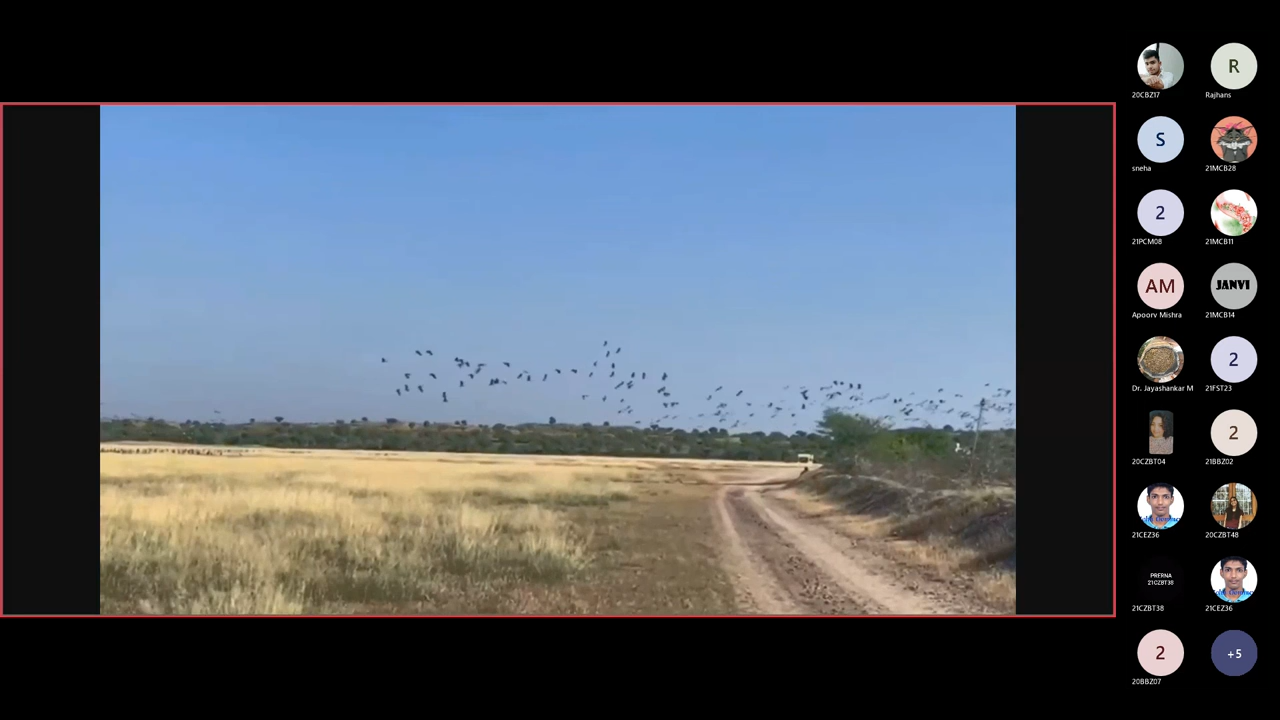 20CBZ17
R
Rajhans
S
sneha
21MCB28
2
21PCM08
21MCB11
AM
Apoorv Mishra
JANVI
21MCB14
Dr. Jayashankar M
2
21FST23
20CZBT04
2
21BBZ02
21CEZ36
20CZBT48
PRERNA
21CZBT38
21CZBT38
21CEZ36
2
20BBZ07
+5